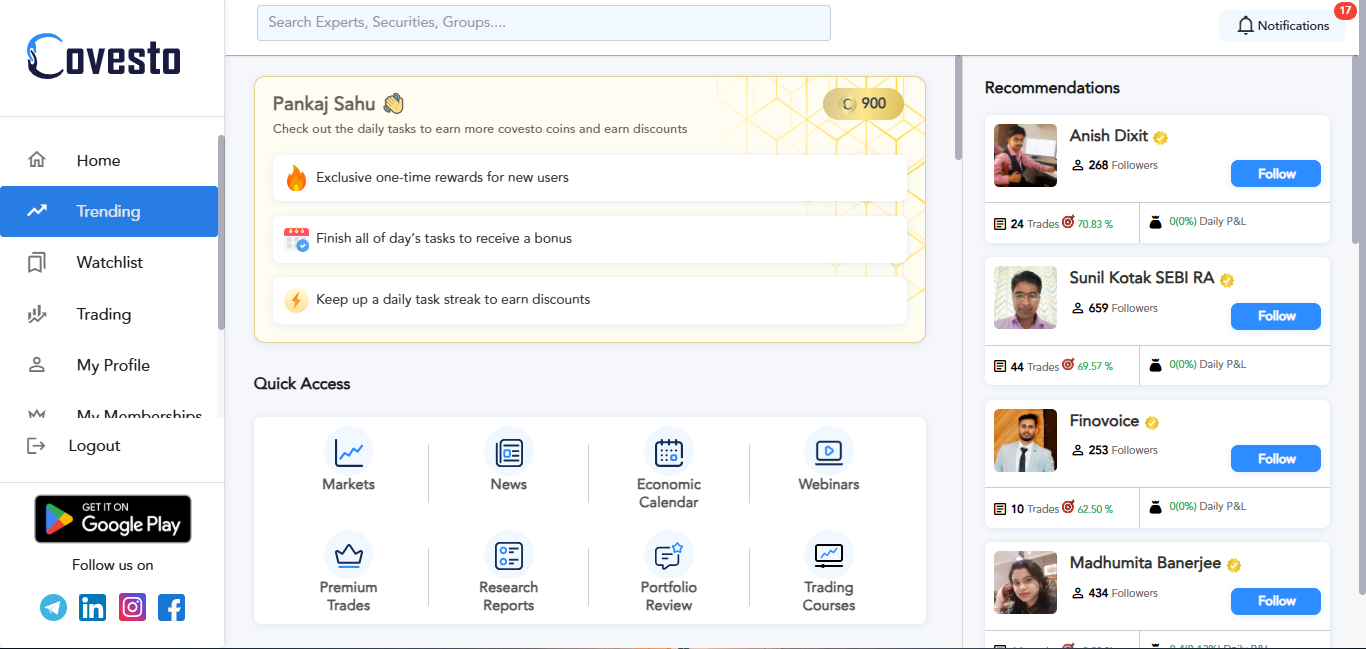 Covesto
Search Experts, Securities, Groups....
Notifications
17
Home
Trending
Watchlist
Trading
My Profile
My Memberships
Logout
GET IT ON
Google Play
Follow us on
Pankaj Sahu
C 900
Check out the daily tasks to earn more covesto coins and earn discounts
Exclusive one-time rewards for new users
Finish all of day's tasks to receive a bonus
Keep up a daily task streak to earn discounts
Quick Access
Markets
News
Economic
Calendar
Webinars
Premium
Trades
Research
Reports
Portfolio
Review
Trading
Courses
Recommendations
Anish Dixit
268 Followers
Follow
24 Trades 70.83 %
0(0%) Daily P&L
Sunil Kotak SEBI RA
659 Followers
Follow
44 Trades 69.57 %
0(0%) Daily P&L
Finovoice
253 Followers
Follow
10 Trades 62.50 %
0(0%) Daily P&L
Madhumita Banerjee
434 Followers
Follow
Daily P&L